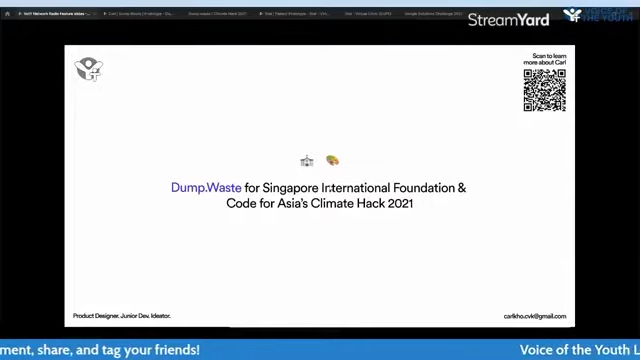 StreamYard
VOICE OF
THE YOUTH
Scan to learn
more about Carl
Dump.Waste for Singapore International Foundation &
Code for Asia's Climate Hack 2021
Product Designer. Junior Dev. Ideator.
carlkho.cvk@gmail.com
ment, share, and tag your friends!
Voice of the Youth L